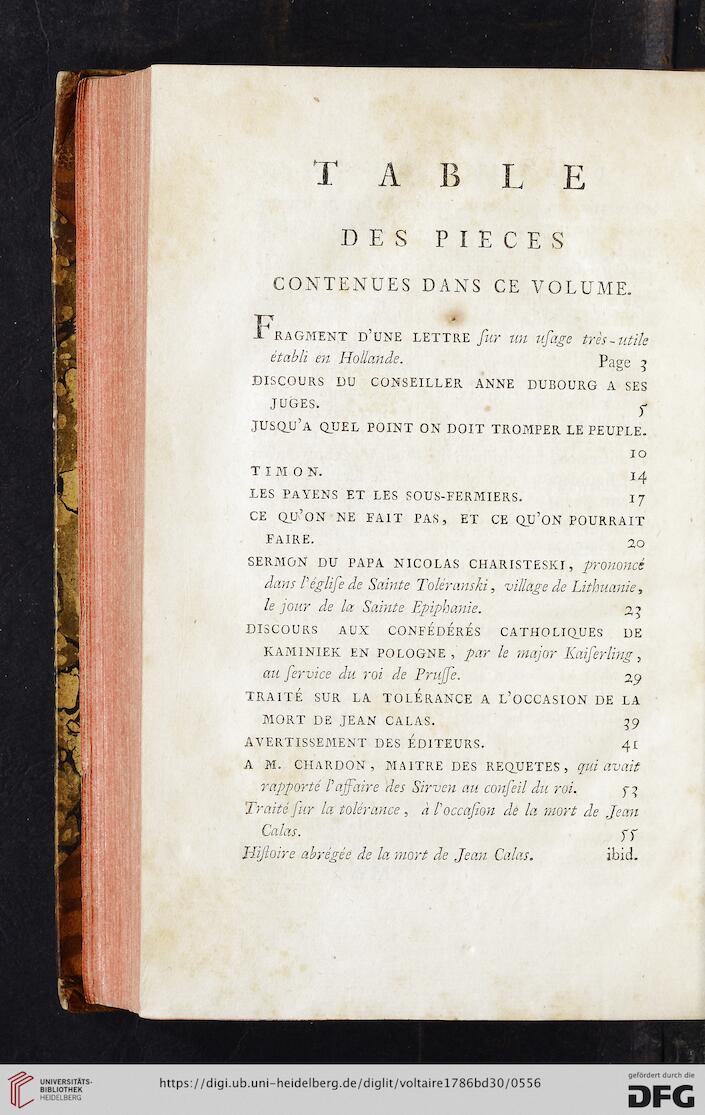 TABLE
DES PIECES
CONTENUES DANS CE VOLUME.
FRAGMENT D'UNE LETTRE ſur un uſage très-utile
établi en Hollande. Page 3
DISCOURS DU CONSEILLER ANNE DUBOURG A SES
JUGES. 5
JUSQU'A QUEL POINT ON DOIT TROMPER LE PEUPLE.
10
TIMON. 14
LES PAYENS ET LES SOUS-FERMIERS. 17
CE QU'ON NE FAIT PAS, ET CE QU'ON POURRAIT
FAIRE. 20
SERMON DU PAPA NICOLAS CHARISTESKI, prononcé
dans l'égliſe de Sainte Toléranski, village de Lithuanie,
le jour de la Sainte Epiphanie. 23
DISCOURS AUX CONFÉDÉRÉS CATHOLIQUES DE
KAMINIEK EN POLOGNE, par le major Kaiſerling,
au ſervice du roi de Pruſſe. 29
TRAITÉ SUR LA TOLÉRANCE A L'OCCASION DE LA
MORT DE JEAN CALAS. 39
AVERTISSEMENT DES ÉDITEURS. 41
A M. CHARDON, MAITRE DES REQUETES, qui avait
rapporté l'affaire des Sirven au conſeil du roi. 53
Traité ſur la tolérance, à l'occaſion de la mort de Jean
Calas. 55
Hiſtoire abrégée de la mort de Jean Calas. ibid.
UNIVERSITÄTS-
BIBLIOTHEK
HEIDELBERG
https://digi.ub.uni-heidelberg.de/diglit/voltaire1786bd30/0556
gefördert durch die
DFG